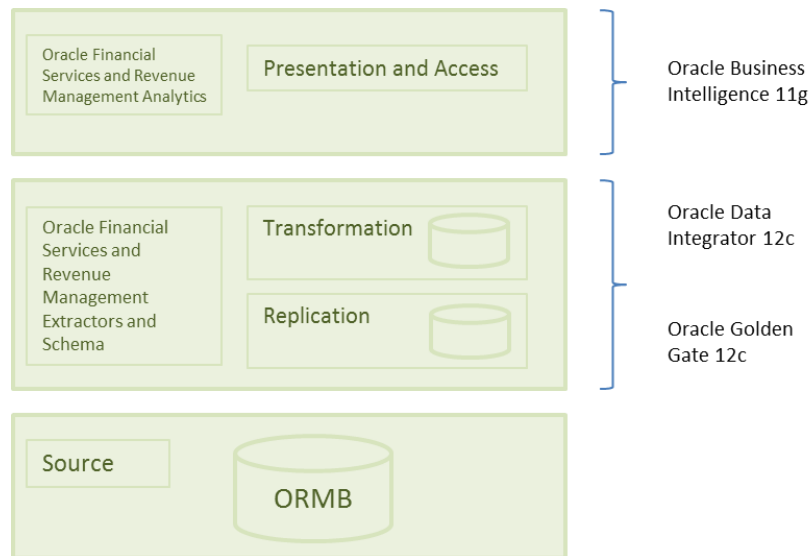 Oracle Financial
Services and Revenue
Management Analytics
Presentation and Access
Oracle Business
Intelligence 11g
Oracle Financial
Services and
Revenue
Management
Extractors and
Schema
Transformation
Replication
Oracle Data
Integrator 12c
Oracle Golden
Gate 12c
Source
ORMB